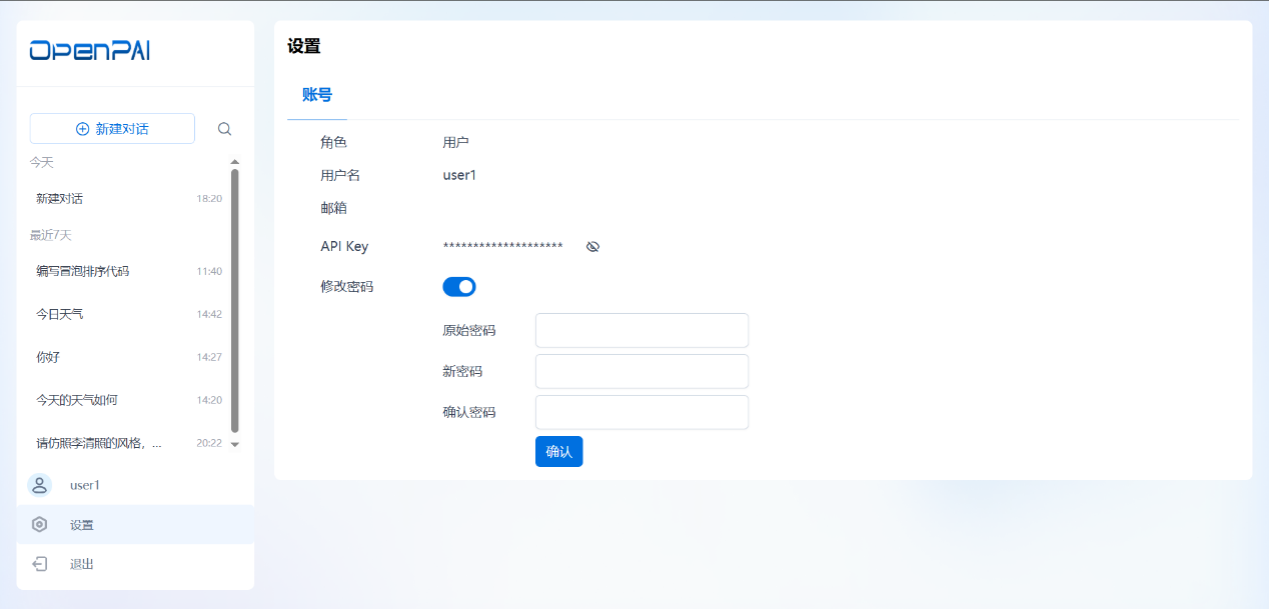 OpenPAI
新建对话
今天
新建对话 18:20
最近7天
编写冒泡排序代码 11:40
今日天气 14:42
你好 14:27
今天的天气如何 14:20
请仿照李清照的风格，... 20:22
user1
设置
退出
设置
账号
角色 用户
用户名 user1
邮箱
API Key ********************
修改密码
原始密码
新密码
确认密码
确认